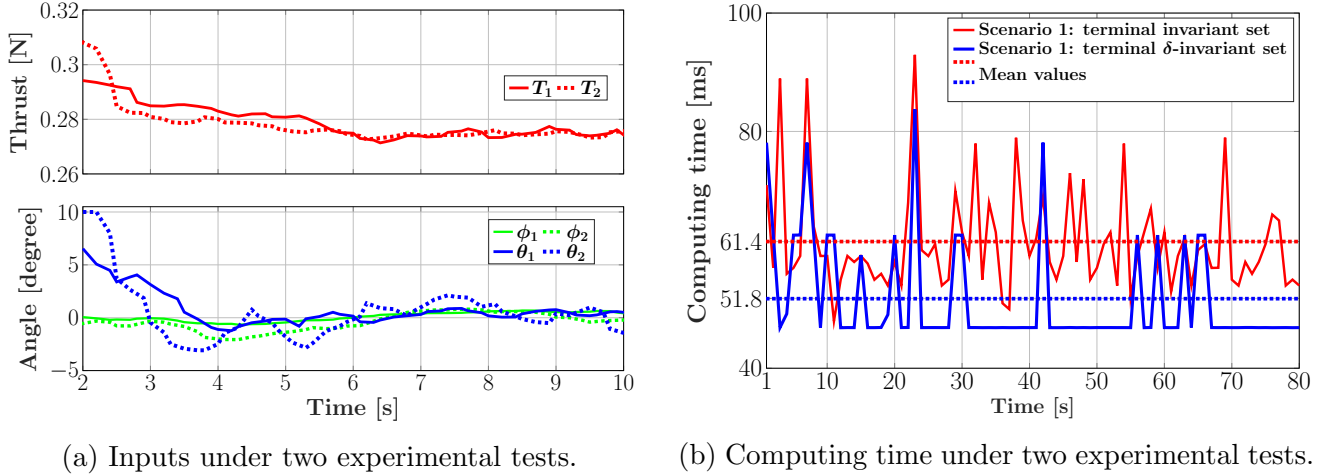 0.32
0.3
0.28
0.26
Thrust [N]
T1 T2
10
5
0
−5
Angle [degree]
ϕ1 ϕ2
θ1 θ2
2 3 4 5 6 7 8 9 10
Time [s]
(a) Inputs under two experimental tests.
100
80
61.4
51.8
40
Computing time [ms]
Scenario 1: terminal invariant set
Scenario 1: terminal δ-invariant set
Mean values
1 10 20 30 40 50 60 70 80
Time [s]
(b) Computing time under two experimental tests.